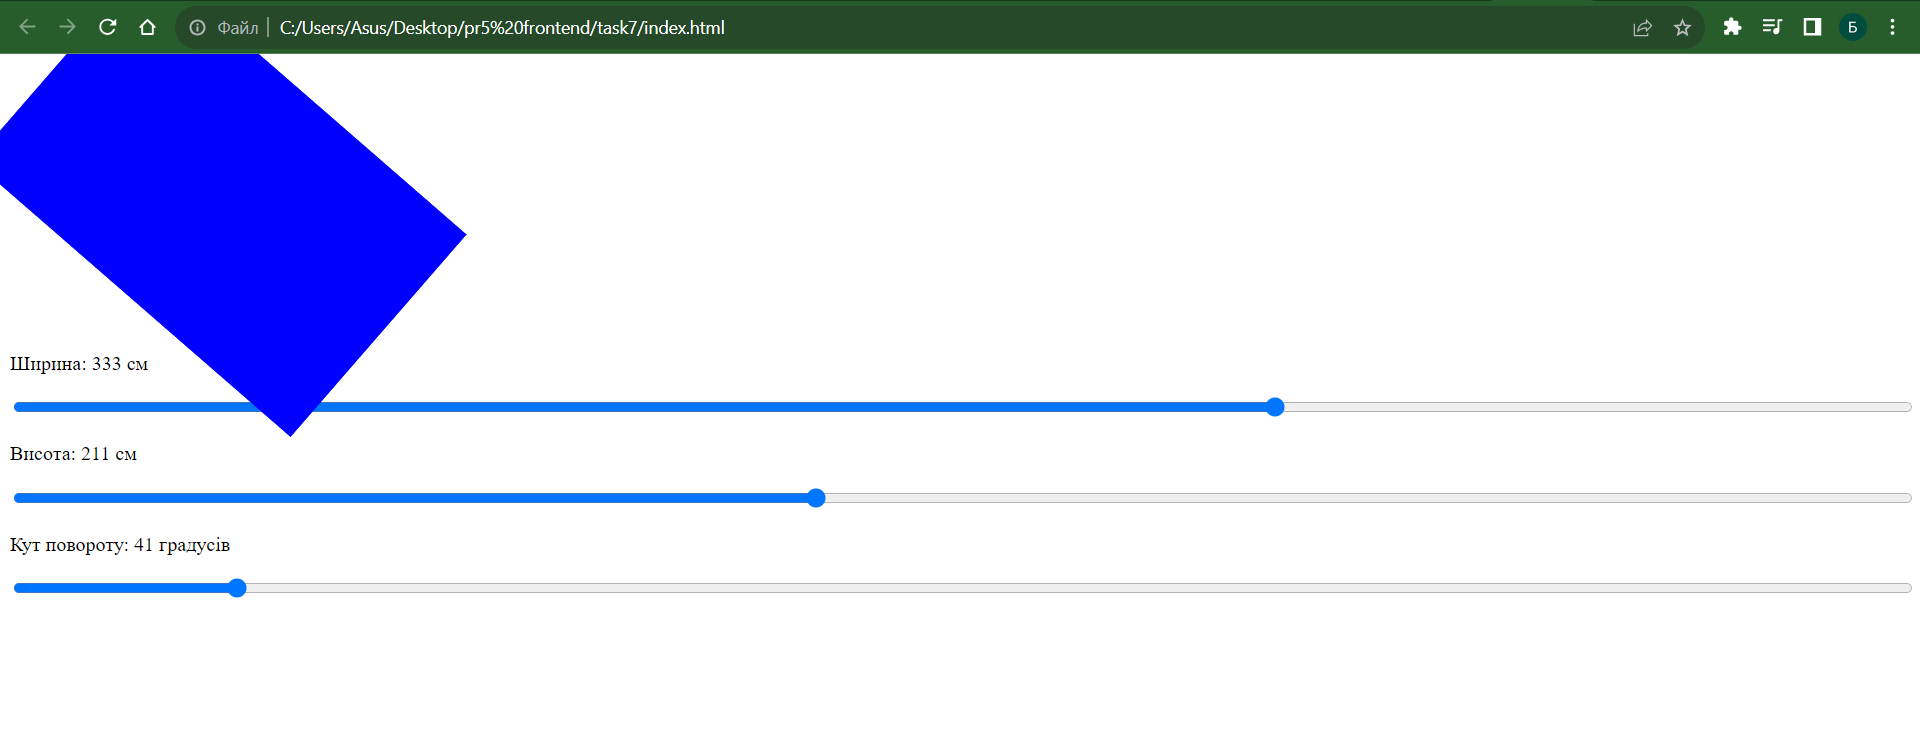 Файл C:/Users/Asus/Desktop/pr5%20frontend/task7/index.html Б
Ширина: 333 см
Висота: 211 см
Кут повороту: 41 градусів